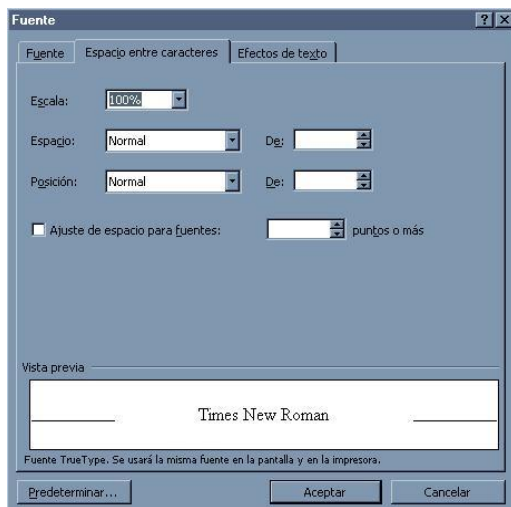 Fuente
Fuente Espacio entre caracteres Efectos de texto
Escala: 100%
Espacio: Normal De:
Posición: Normal De:
Ajuste de espacio para fuentes: puntos o más
Vista previa
Times New Roman
Fuente TrueType. Se usará la misma fuente en la pantalla y en la impresora.
Predeterminar... Aceptar Cancelar